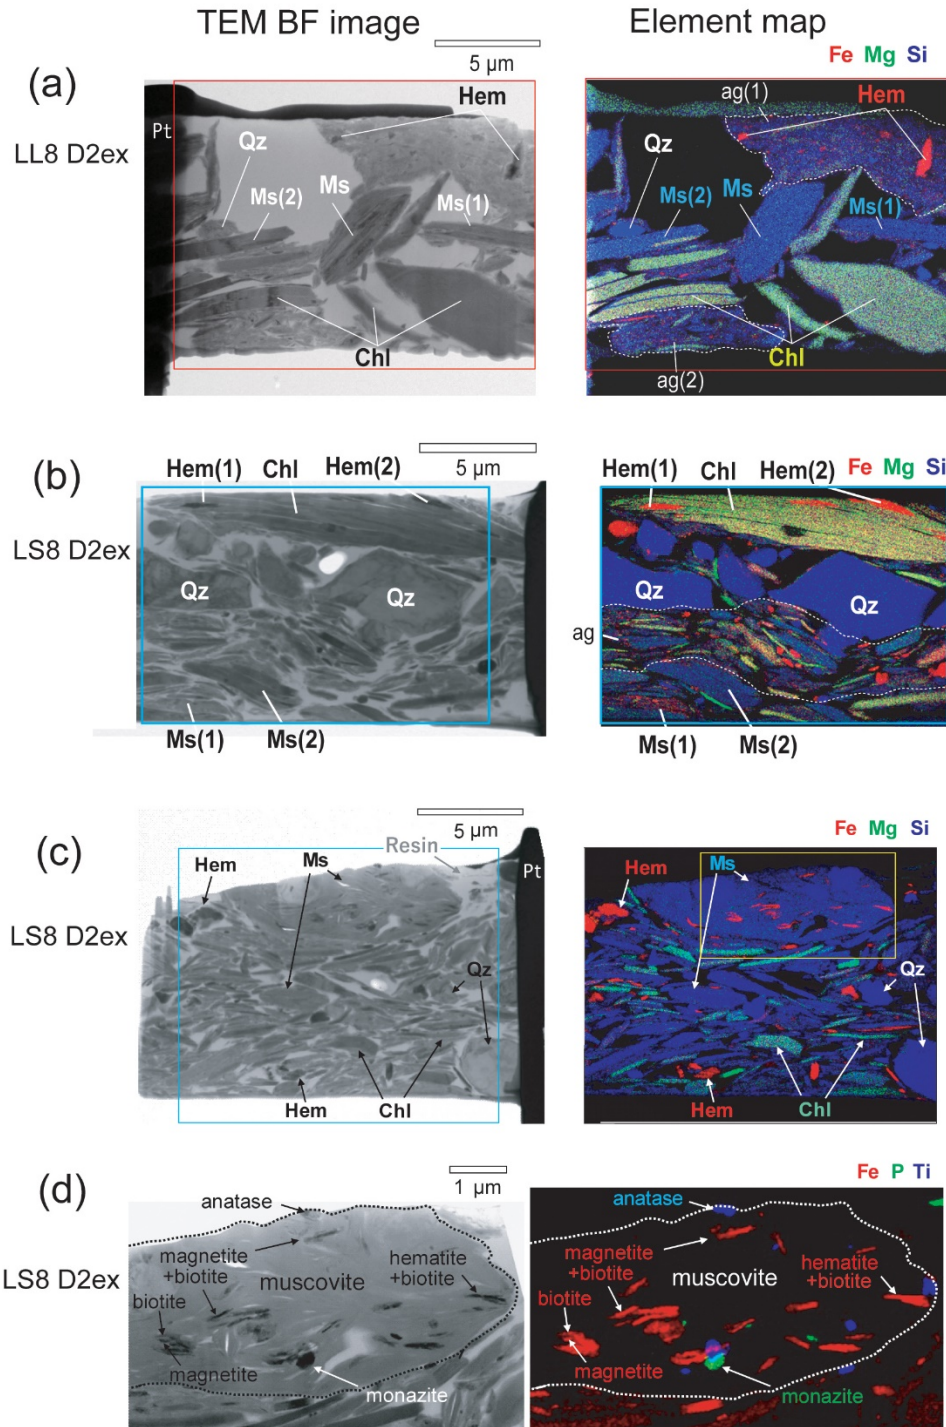 TEM BF image
Element map
5 µm
Fe Mg Si
(a)
LL8 D2ex
Pt
Hem
Qz
Ms(2)
Ms
Ms(1)
Chl
ag(1)
Hem
Qz
Ms(2)
Ms
Ms(1)
Chl
ag(2)
(b)
LS8 D2ex
5 µm
Hem(1) Chl Hem(2)
Qz
Qz
Ms(1)
Ms(2)
Hem(1) Chl Hem(2) Fe Mg Si
Qz
ag
Ms(1)
Ms(2)
(c)
LS8 D2ex
5 µm
Resin
Hem
Ms
Pt
Qz
Hem
Chl
Fe Mg Si
Hem
Ms
Qz
Hem
Chl
(d)
LS8 D2ex
1 µm
anatase
magnetite
+biotite
hematite
+biotite
muscovite
biotite
magnetite
monazite
Fe P Ti
anatase
magnetite
+biotite
hematite
+biotite
muscovite
biotite
magnetite
monazite